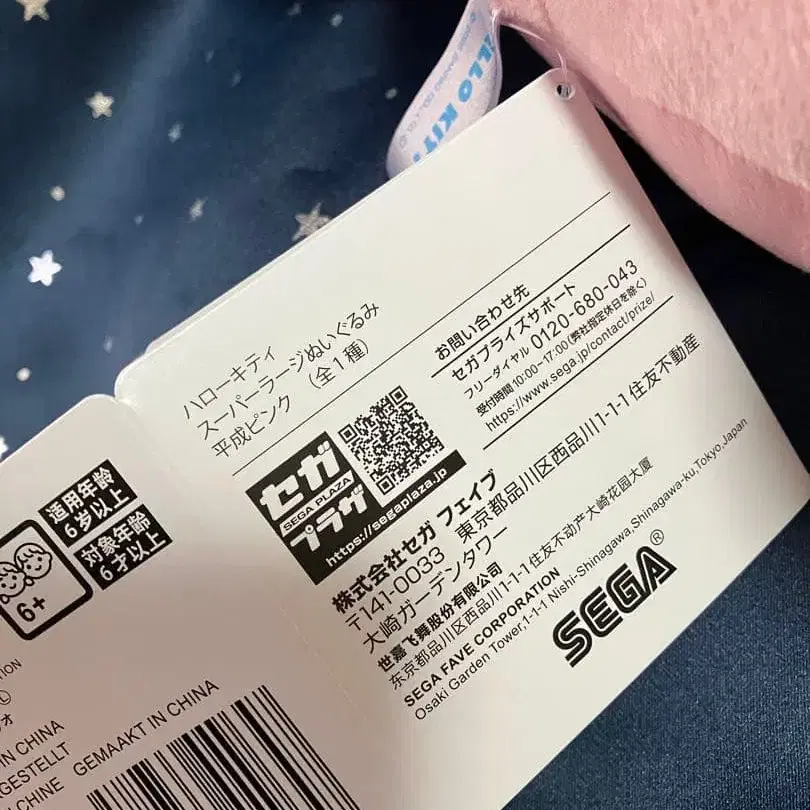 HELLO KIT
ハローキティ
スーパーラージぬいぐるみ
平成ピンク　(全1種)
セガ
SEGA PLAZA
プラザ
https://segaplaza.jp
お問い合わせ先
セガプライズサポート
フリーダイヤル 0120-680-043
受付時間 10:00~17:00(弊社指定休日を除く)
https://www.sega.jp/contact/prize/
株式会社セガ フェイブ
〒141-0033 東京都品川区西品川1-1-1住友不動産
大崎ガーデンタワー
世嘉飞舞股份有限公司
东京都品川区西品川1-1-1住友不动产大崎花园大厦
SEGA FAVE CORPORATION
Osaki Garden Tower,1-1-1 Nishi-Shinagawa,Shinagawa-ku,Tokyo,Japan
SEGA®
适用年龄
6岁以上
対象年齢
6才以上
6+
TION
Ⓛ
オ
IN CHINA
GESTELLT
CHINE GEMAAKT IN CHINA